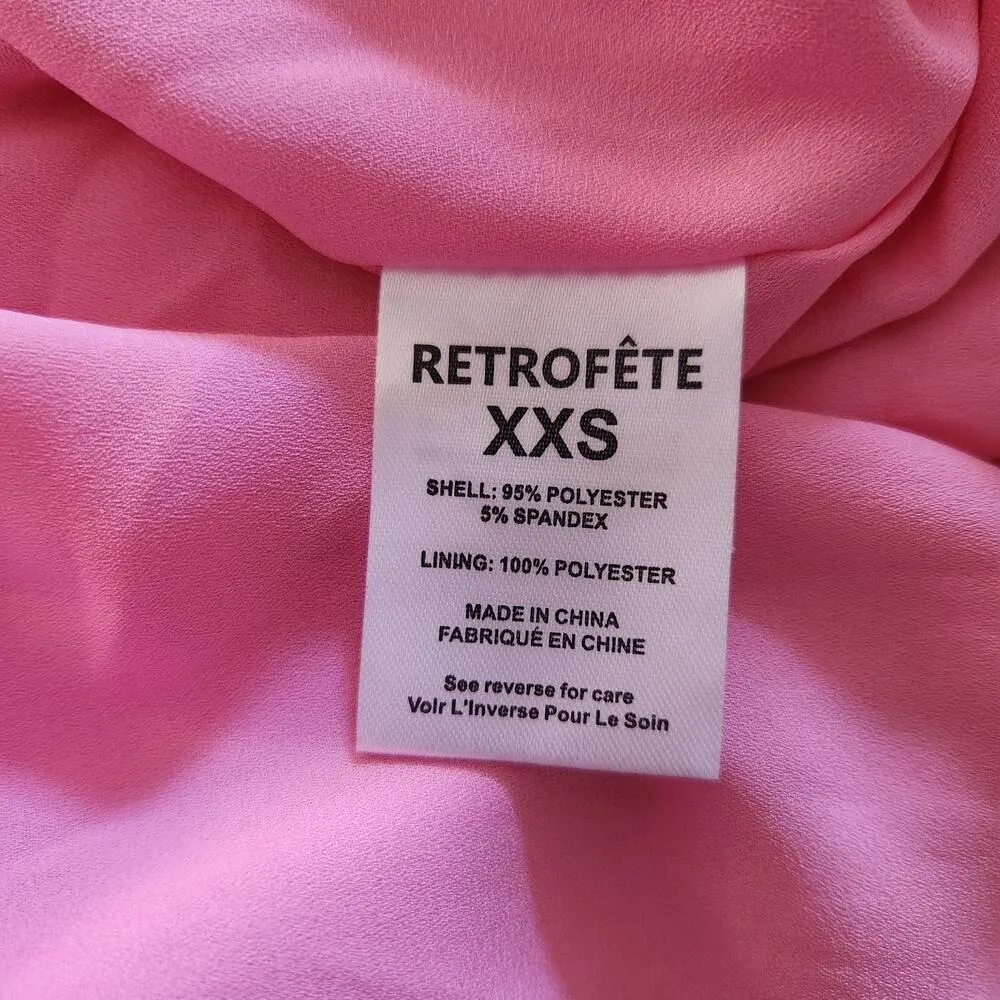 RETROFÊTE
XXS
SHELL: 95% POLYESTER
5% SPANDEX
LINING: 100% POLYESTER
MADE IN CHINA
FABRIQUÉ EN CHINE
See reverse for care
Voir L'Inverse Pour Le Soin